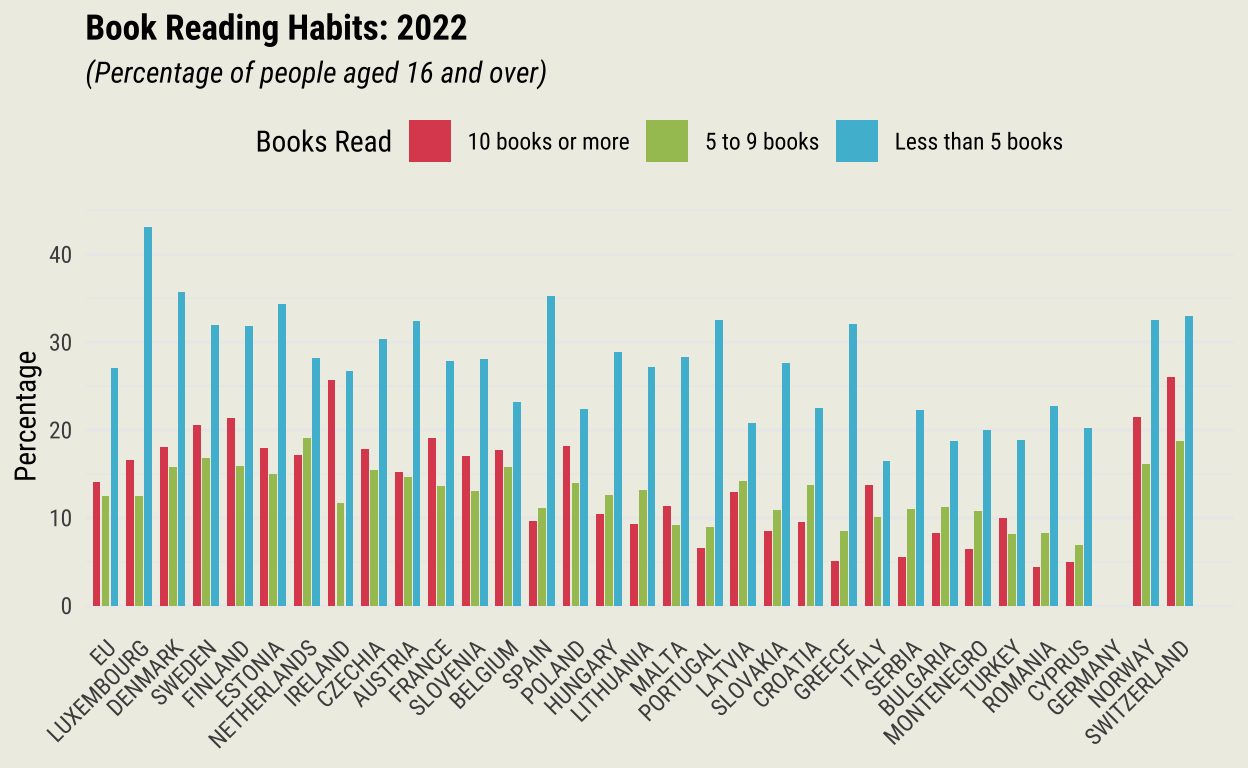 Book Reading Habits: 2022
(Percentage of people aged 16 and over)
Books Read 10 books or more 5 to 9 books Less than 5 books
Percentage
40
30
20
10
0
EU
LUXEMBOURG
DENMARK
SWEDEN
FINLAND
ESTONIA
NETHERLANDS
IRELAND
CZECHIA
AUSTRIA
FRANCE
SLOVENIA
BELGIUM
SPAIN
POLAND
HUNGARY
LITHUANIA
MALTA
PORTUGAL
LATVIA
SLOVAKIA
CROATIA
GREECE
ITALY
SERBIA
BULGARIA
MONTENEGRO
TURKEY
ROMANIA
CYPRUS
GERMANY
NORWAY
SWITZERLAND